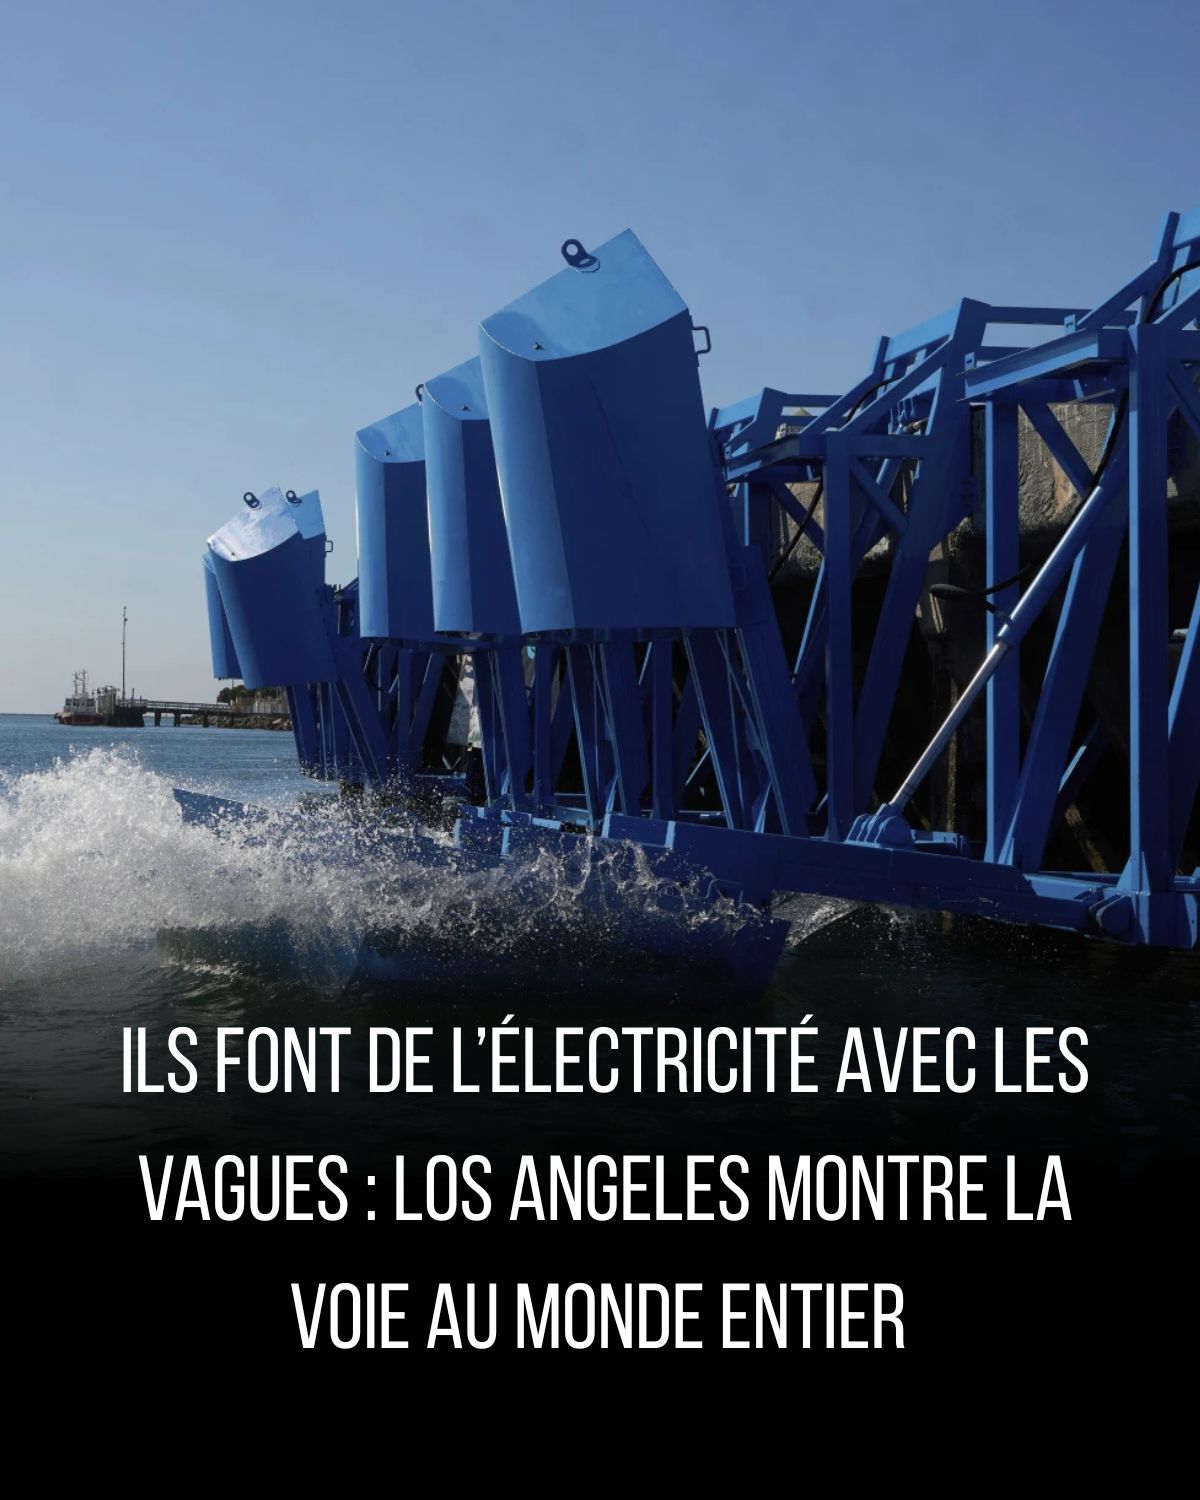 ILS FONT DE L’ÉLECTRICITÉ AVEC LES
VAGUES : LOS ANGELES MONTRE LA
VOIE AU MONDE ENTIER